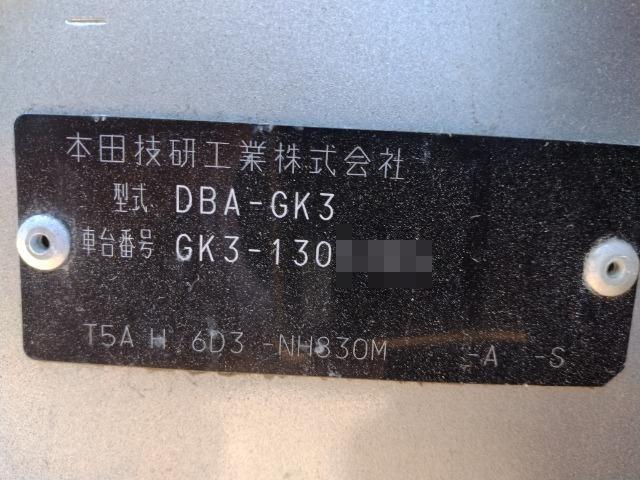 本田技研工業株式会社
型式 DBA-GK3
車台番号 GK3-130
T5A H 6D3 -NH830M -A -S